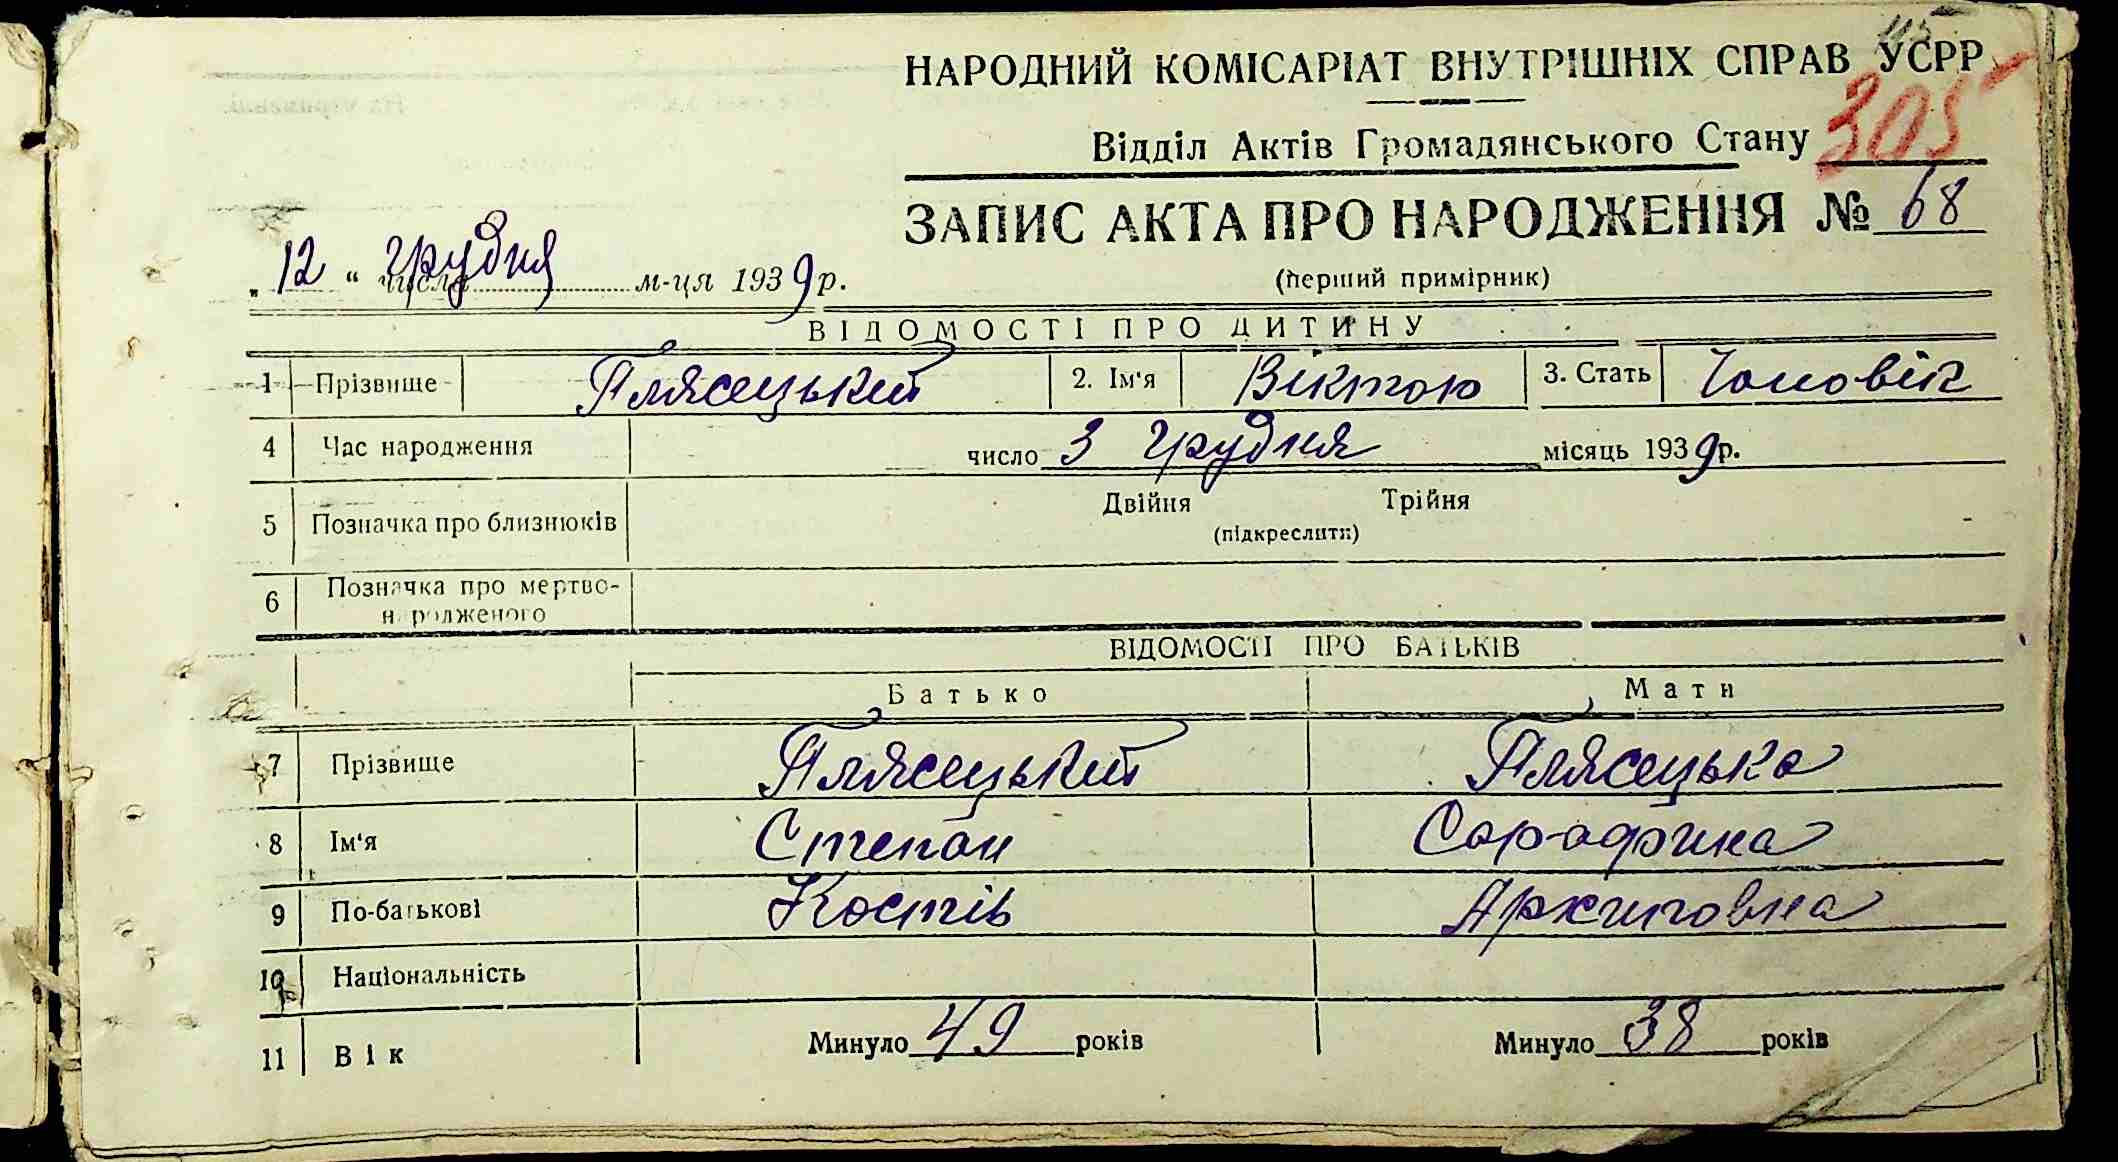 НАРОДНИЙ КОМІСАРІАТ ВНУТРІШНІХ СПРАВ УСРР
Відділ Актів Громадянського Стану 305
ЗАПИС АКТА ПРО НАРОДЖЕННЯ № 68
(перший примірник)
„ 12 “ числа грудня м-ця 1939 р.
ВІДОМОСТІ ПРО ДИТИНУ
1 Прізвище Плясецький 2. Ім'я Віктор 3. Стать Чоловік
4 Час народження число 3 грудня місяць 1939 р.
5 Позначка про близнюків Двійня Трійня
(підкреслити)
6 Позначка про мертво-
народженого
ВІДОМОСТІ ПРО БАТЬКІВ
Батько Мати
7 Прізвище Плясецький Плясецька
8 Ім'я Степан Сарафина
9 По-батькові Костів Архиповна
10 Національність
11 Вік Минуло 49 років Минуло 38 років